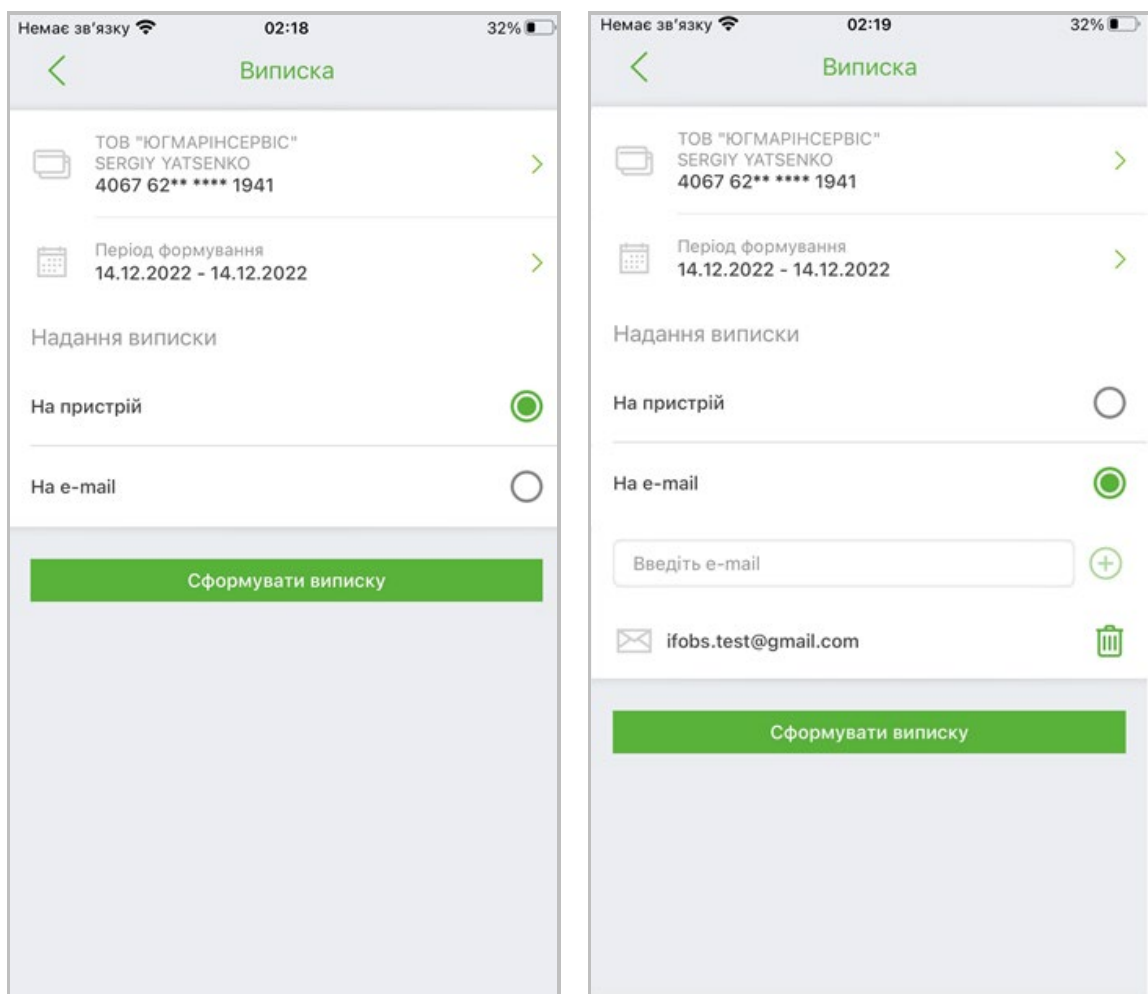 Немає зв'язку 02:18 32%
Виписка
ТОВ "ЮГМАРІНСЕРВІС"
SERGIY YATSENKO
4067 62** **** 1941
Період формування
14.12.2022 - 14.12.2022
Надання виписки
На пристрій
На e-mail
Сформувати виписку
Немає зв'язку 02:19 32%
Виписка
ТОВ "ЮГМАРІНСЕРВІС"
SERGIY YATSENKO
4067 62** **** 1941
Період формування
14.12.2022 - 14.12.2022
Надання виписки
На пристрій
На e-mail
Введіть e-mail
ifobs.test@gmail.com
Сформувати виписку